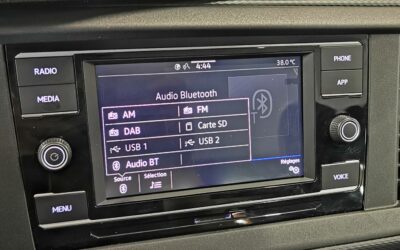 4:44
38.0°C
RADIO
MEDIA
MENU
PHONE
APP
VOICE
Audio Bluetooth
AM
FM
DAB
Carte SD
USB 1
USB 2
Audio BT
Source
Sélection
Réglages